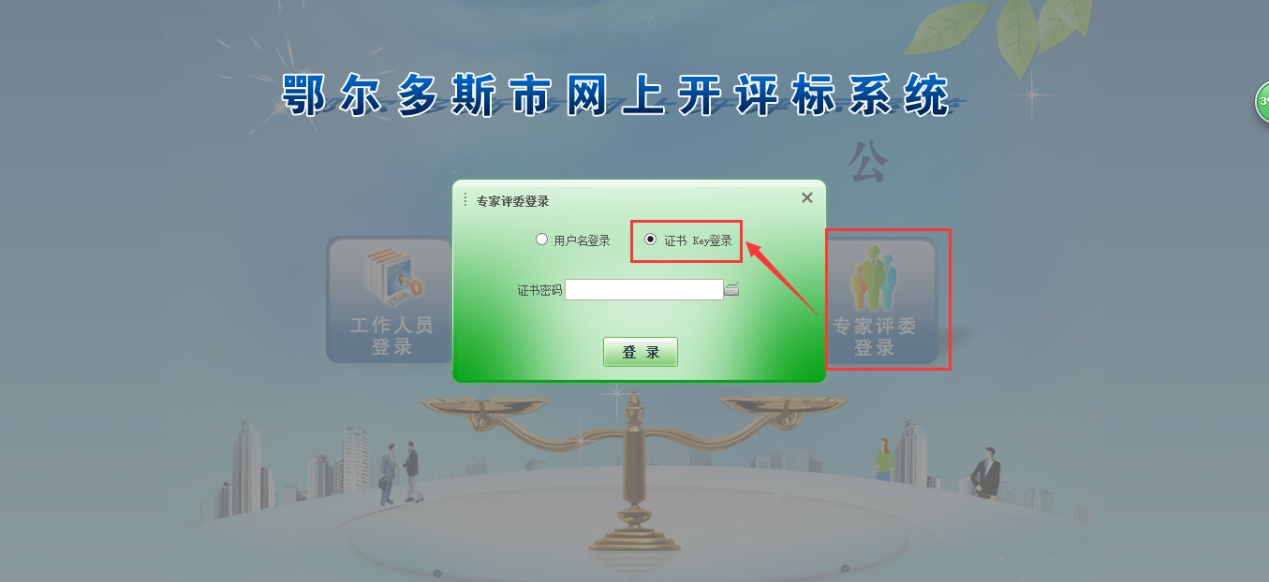 鄂尔多斯市网上开评标系统
39
公
专家评委登录
用户名登录
证书 Key登录
证书密码
登 录
工作人员
登录
专家评委
登录